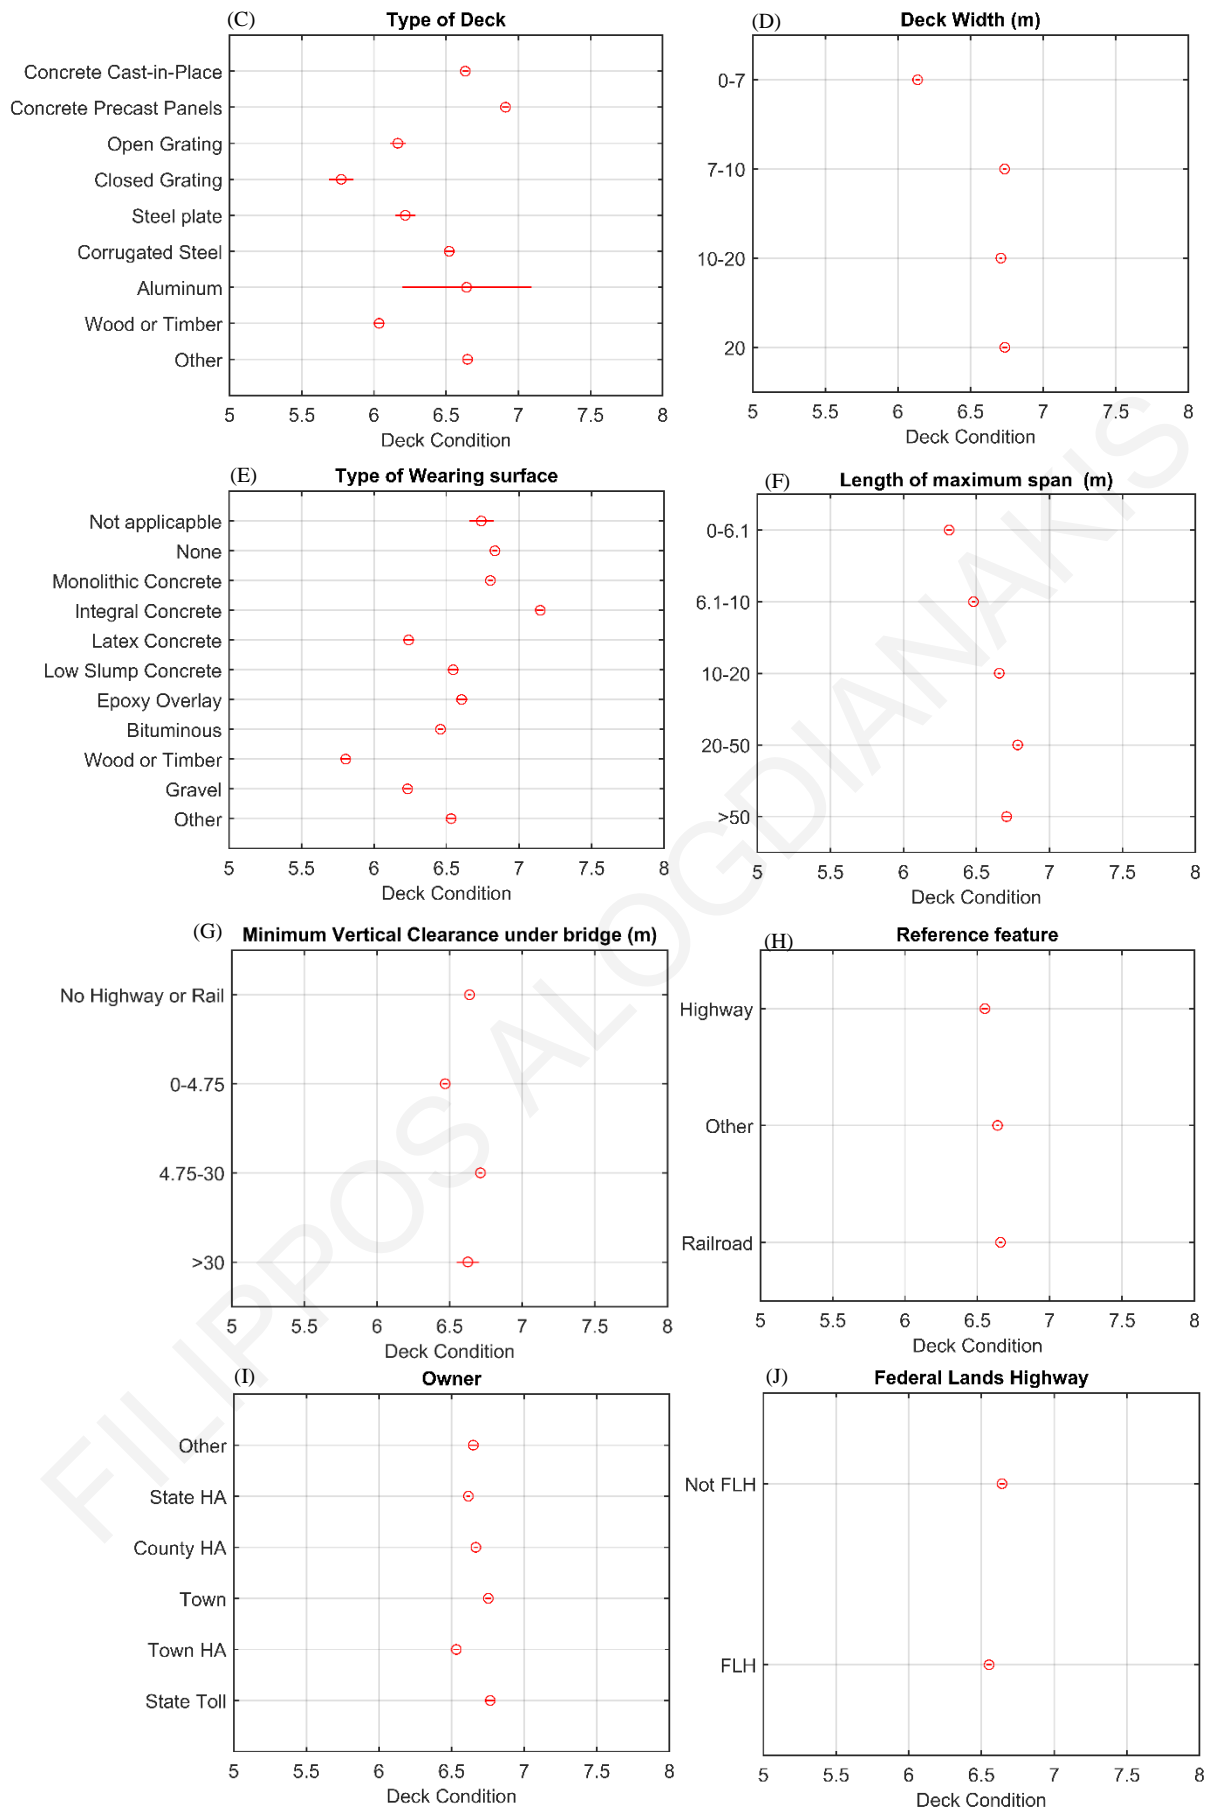 (C)
Type of Deck
Concrete Cast-in-Place
Concrete Precast Panels
Open Grating
Closed Grating
Steel plate
Corrugated Steel
Aluminum
Wood or Timber
Other
5 5.5 6 6.5 7 7.5 8
Deck Condition
(D)
Deck Width (m)
0-7
7-10
10-20
20
5 5.5 6 6.5 7 7.5 8
Deck Condition
(E)
Type of Wearing surface
Not applicapble
None
Monolithic Concrete
Integral Concrete
Latex Concrete
Low Slump Concrete
Epoxy Overlay
Bituminous
Wood or Timber
Gravel
Other
5 5.5 6 6.5 7 7.5 8
Deck Condition
(F)
Length of maximum span (m)
0-6.1
6.1-10
10-20
20-50
>50
5 5.5 6 6.5 7 7.5 8
Deck Condition
(G)
Minimum Vertical Clearance under bridge (m)
No Highway or Rail
0-4.75
4.75-30
>30
5 5.5 6 6.5 7 7.5 8
Deck Condition
(H)
Reference feature
Highway
Other
Railroad
5 5.5 6 6.5 7 7.5 8
Deck Condition
(I)
Owner
Other
State HA
County HA
Town
Town HA
State Toll
5 5.5 6 6.5 7 7.5 8
Deck Condition
(J)
Federal Lands Highway
Not FLH
FLH
5 5.5 6 6.5 7 7.5 8
Deck Condition
FILIPPOS ALOGDIANAKIS